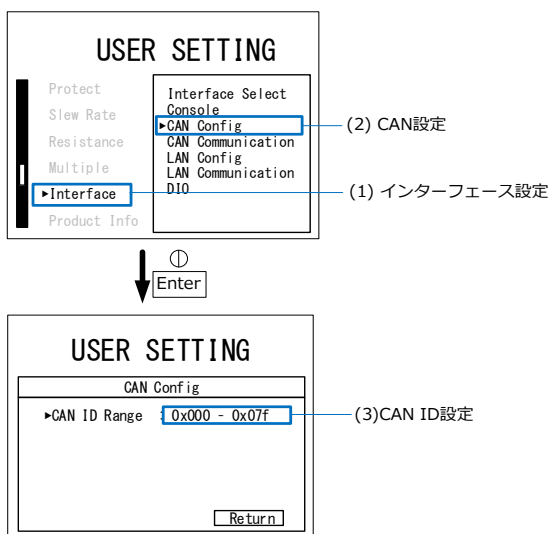 USER SETTING
Protect
Slew Rate
Resistance
Multiple
▸Interface
Product Info
Interface Select
Console
▸CAN Config
CAN Communication
LAN Config
LAN Communication
DIO
(2) CAN設定
(1) インターフェース設定
Enter
USER SETTING
CAN Config
▸CAN ID Range : 0x000 - 0x07f
(3)CAN ID設定
Return